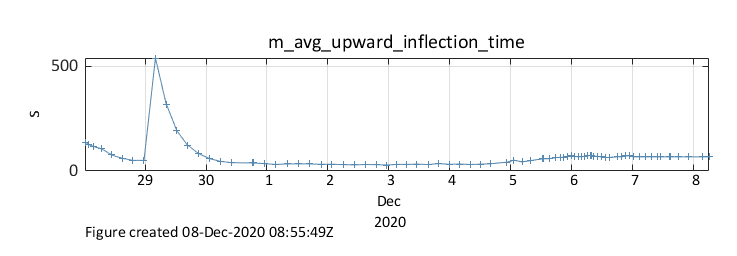 m_avg_upward_inflection_time
500
s
0
29 30 1 2 3 4 5 6 7 8
Dec
2020
Figure created 08-Dec-2020 08:55:49Z